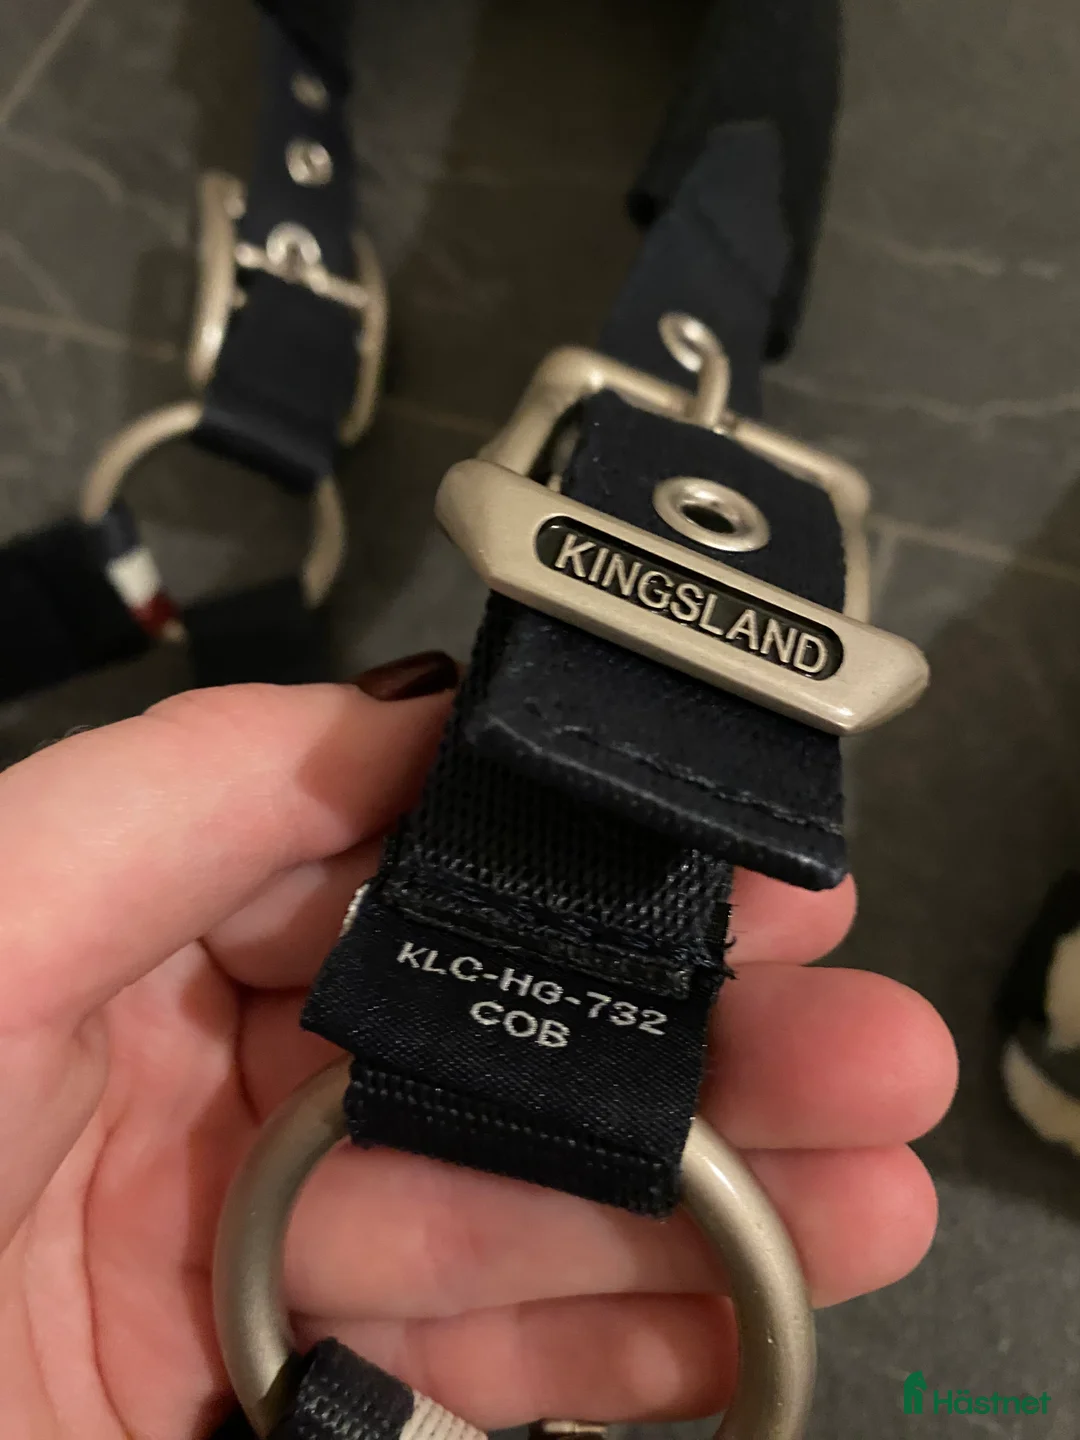 KINGSLAND
KLC-HG-732
COB
Hästnet